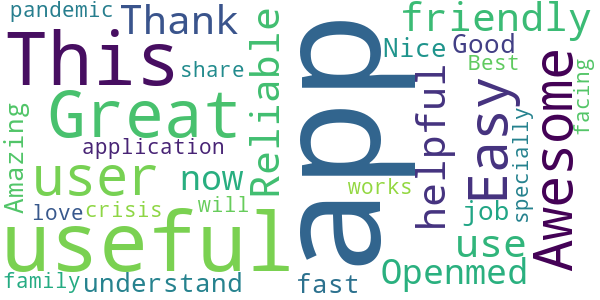 pandemic
Thank
This
share
Great
application
user
now
Amazing
love
crisis
will
useful
family
understand
Reliable
app
fast
friendly
Nice
Good
Best
helpful
Easy
specially
Awesome
facing
works
job
use
Openmed